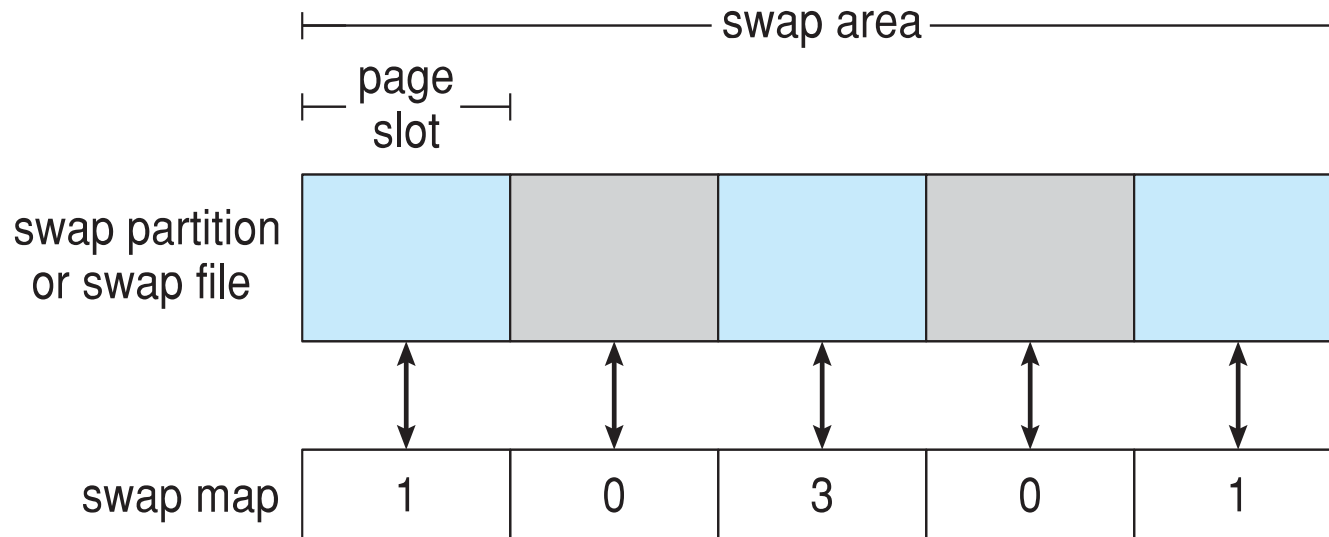 swap area
page
slot
swap partition
or swap file
swap map 1 0 3 0 1